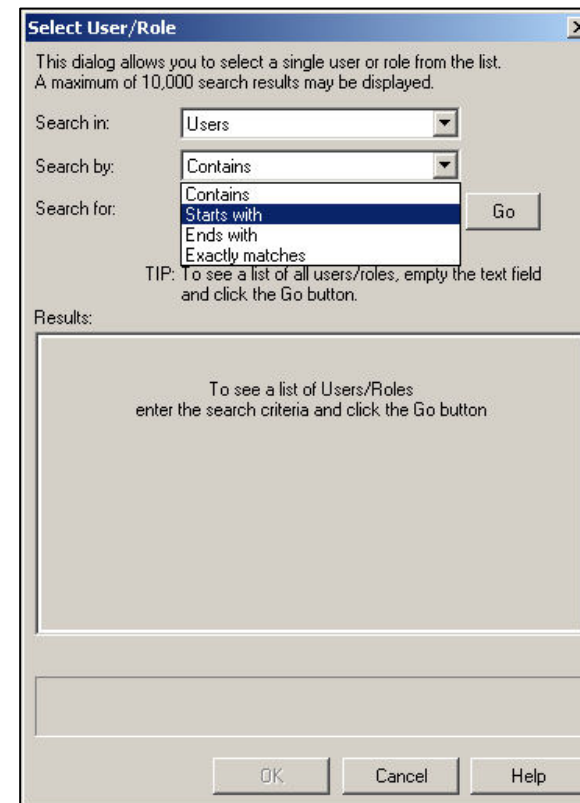 Select User/Role
This dialog allows you to select a single user or role from the list.
A maximum of 10,000 search results may be displayed.
Search in:
Users
Search by:
Contains
Contains
Search for:
Starts with
Go
Ends with
Exactly matches
TIP: To see a list of all users/roles, empty the text field
and click the Go button.
Results:
To see a list of Users/Roles
enter the search criteria and click the Go button
OK
Cancel
Help